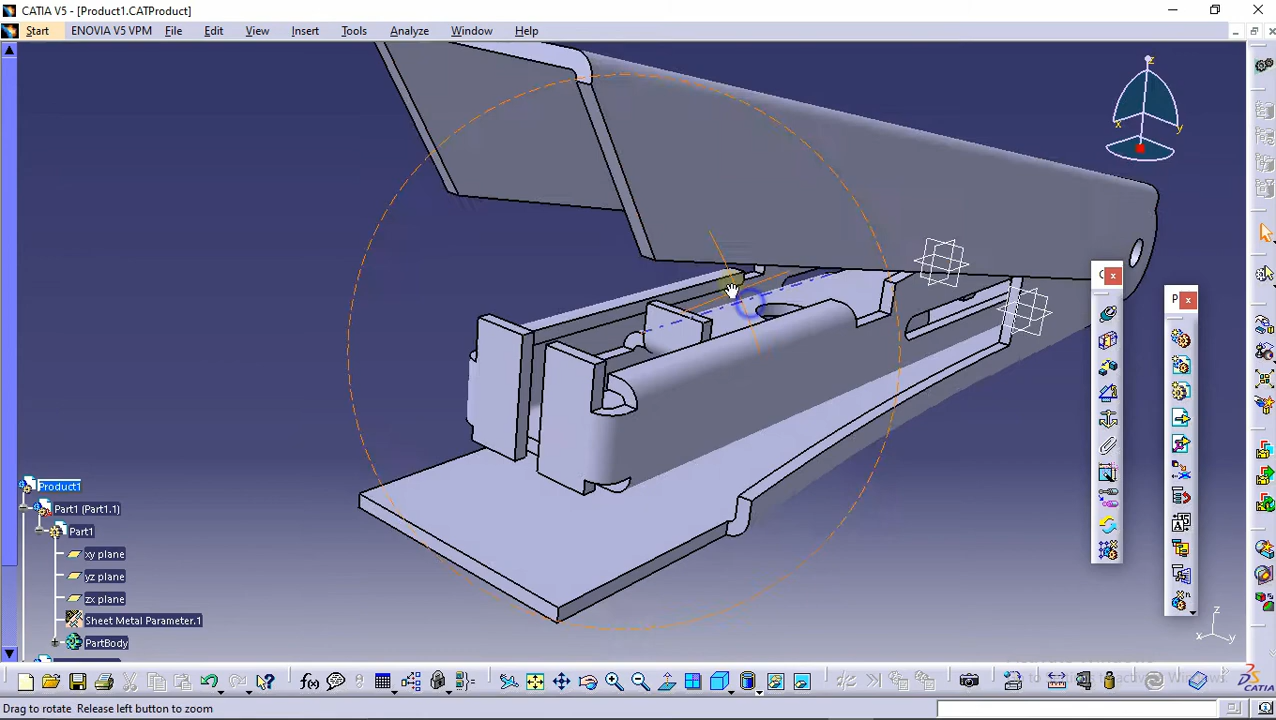 CATIA V5 - [Product1.CATProduct]
Start ENOVIA V5 VPM File Edit View Insert Tools Analyze Window Help
z
x y
C
P
Product1
Part1 (Part1.1)
Part1
xy plane
yz plane
zx plane
Sheet Metal Parameter.1
PartBody
z
x y
f(x)
CATIA
Drag to rotate Release left button to zoom